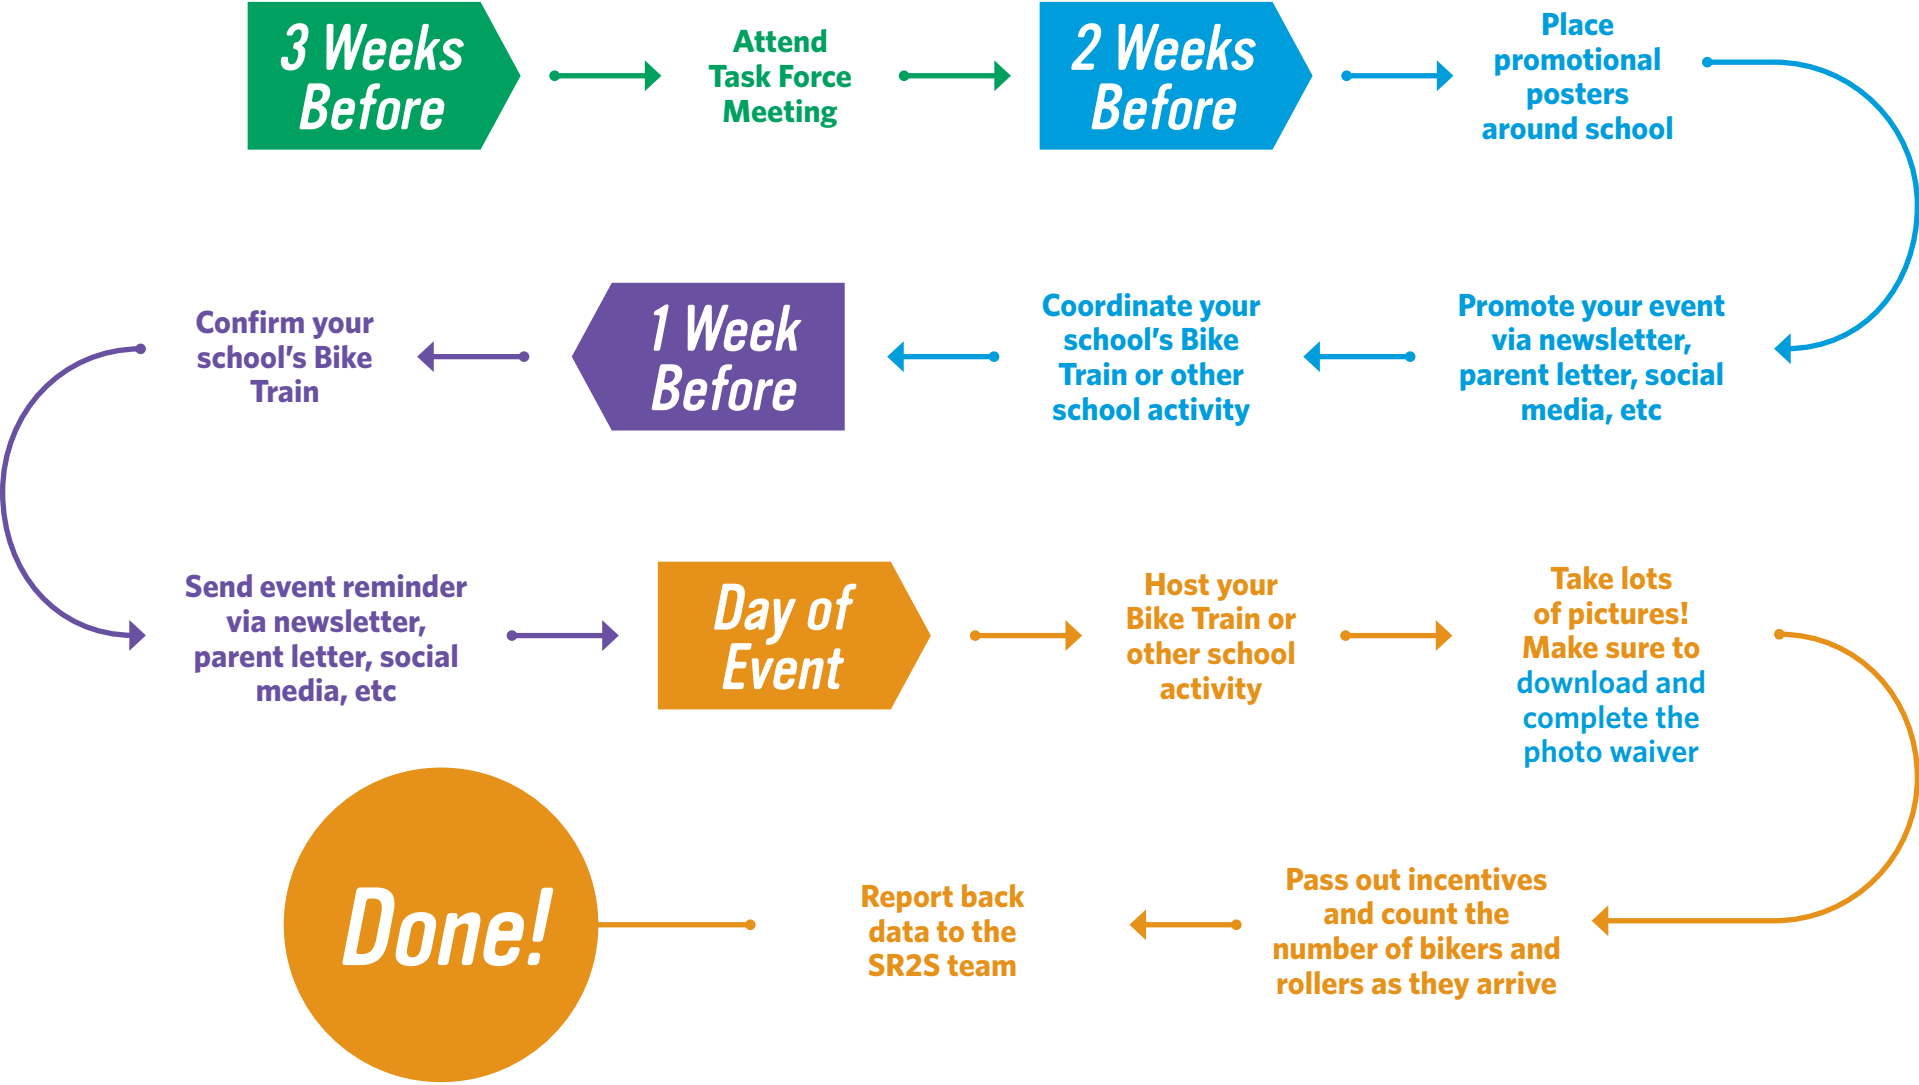 3 Weeks
Before
Attend
Task Force
Meeting
2 Weeks
Before
Place
promotional
posters
around school
Promote your event
via newsletter,
parent letter, social
media, etc
Coordinate your
school's Bike
Train or other
school activity
1 Week
Before
Confirm your
school's Bike
Train
Send event reminder
via newsletter,
parent letter, social
media, etc
Day of
Event
Host your
Bike Train or
other school
activity
Take lots
of pictures!
Make sure to
download and
complete the
photo waiver
Pass out incentives
and count the
number of bikers and
rollers as they arrive
Report back
data to the
SR2S team
Done!